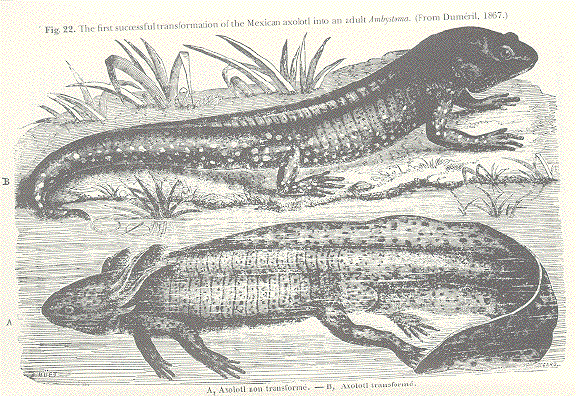 Fig. 22. The first successful transformation of the Mexican axolotl into an adult Ambystoma. (From Duméril, 1867.)
B
A
HUET
A, Axolotl non transformé. — B, Axolotl transformé.